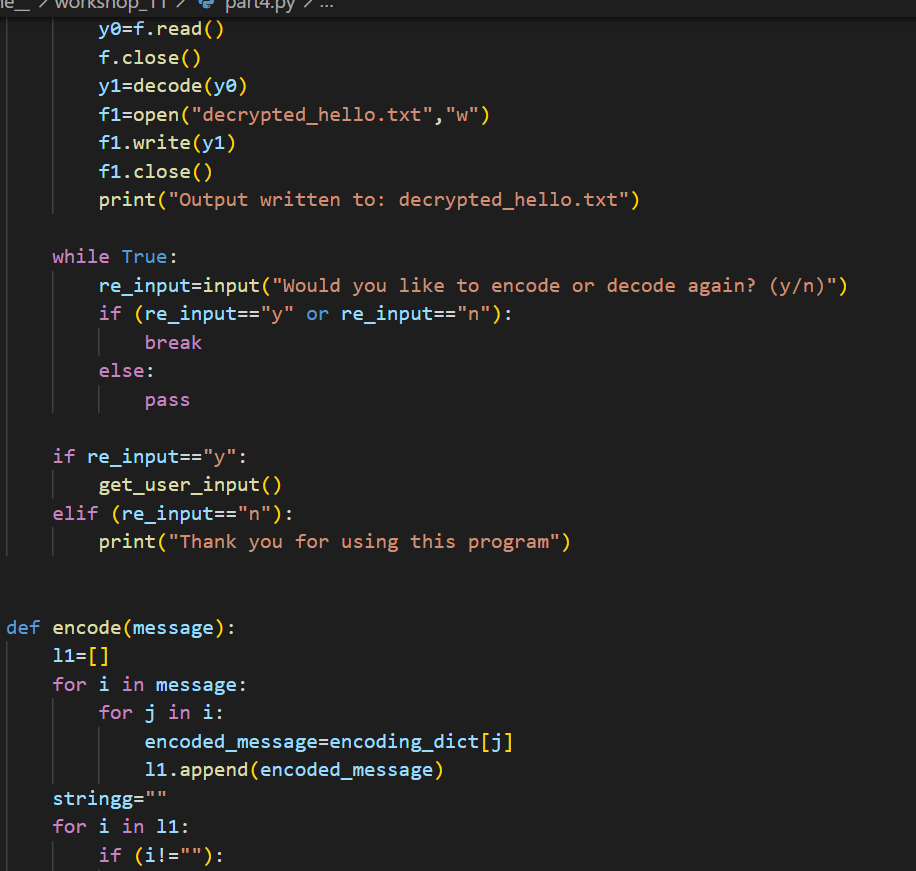 workshop_11 part4.py ...
        y0=f.read()
        f.close()
        y1=decode(y0)
        f1=open("decrypted_hello.txt","w")
        f1.write(y1)
        f1.close()
        print("Output written to: decrypted_hello.txt")
    while True:
        re_input=input("Would you like to encode or decode again? (y/n)")
        if (re_input=="y" or re_input=="n"):
            break
        else:
            pass
    if re_input=="y":
        get_user_input()
    elif (re_input=="n"):
        print("Thank you for using this program")
def encode(message):
    l1=[]
    for i in message:
        for j in i:
            encoded_message=encoding_dict[j]
            l1.append(encoded_message)
    stringg=""
    for i in l1:
        if (i!=""):